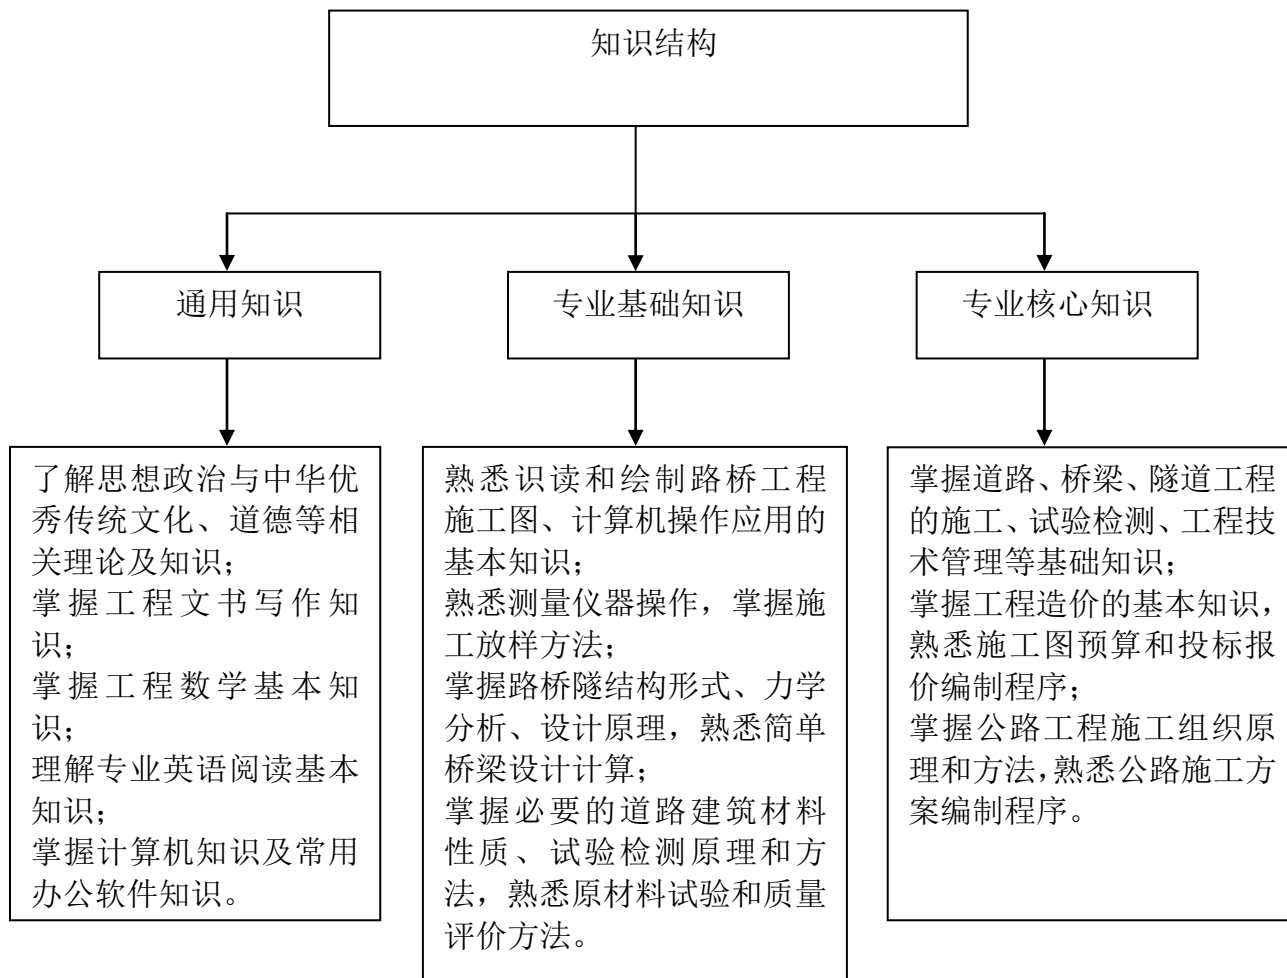 知识结构
通用知识
专业基础知识
专业核心知识
了解思想政治与中华优
秀传统文化、道德等相
关理论及知识；
掌握工程文书写作知
识；
掌握工程数学基本知
识；
理解专业英语阅读基本
知识；
掌握计算机知识及常用
办公软件知识。
熟悉识读和绘制路桥工程
施工图、计算机操作应用的
基本知识；
熟悉测量仪器操作，掌握施
工放样方法；
掌握路桥隧结构形式、力学
分析、设计原理，熟悉简单
桥梁设计计算；
掌握必要的道路建筑材料
性质、试验检测原理和方
法，熟悉原材料试验和质量
评价方法。
掌握道路、桥梁、隧道工程
的施工、试验检测、工程技
术管理等基础知识；
掌握工程造价的基本知识，
熟悉施工图预算和投标报
价编制程序；
掌握公路工程施工组织原
理和方法，熟悉公路施工方
案编制程序。